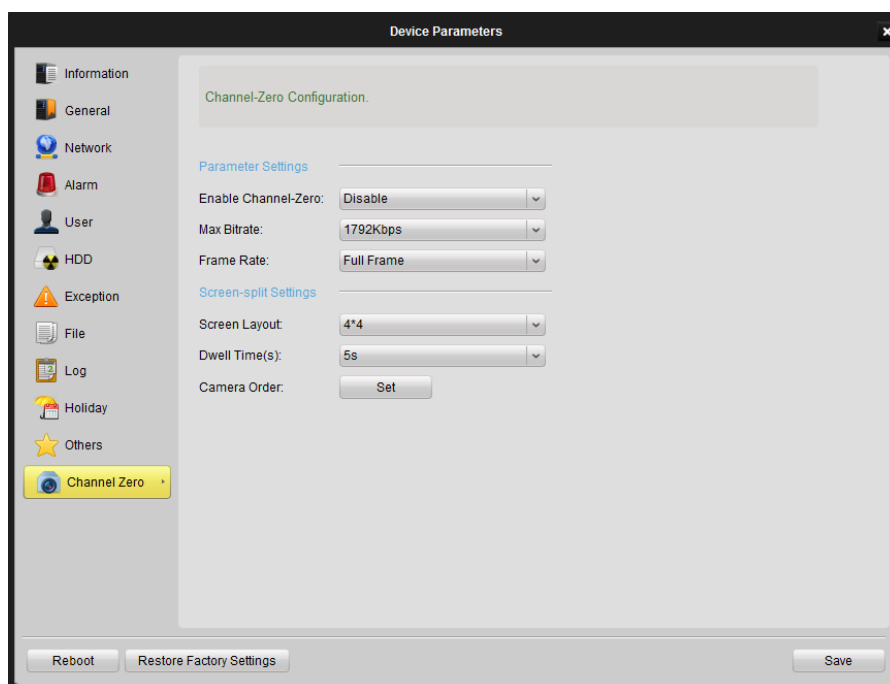 Device Parameters
Information
General
Network
Alarm
User
HDD
Exception
File
Log
Holiday
Others
Channel Zero
Channel-Zero Configuration.
Parameter Settings
Enable Channel-Zero: Disable
Max Bitrate: 1792Kbps
Frame Rate: Full Frame
Screen-split Settings
Screen Layout: 4*4
Dwell Time(s): 5s
Camera Order: Set
Reboot Restore Factory Settings Save